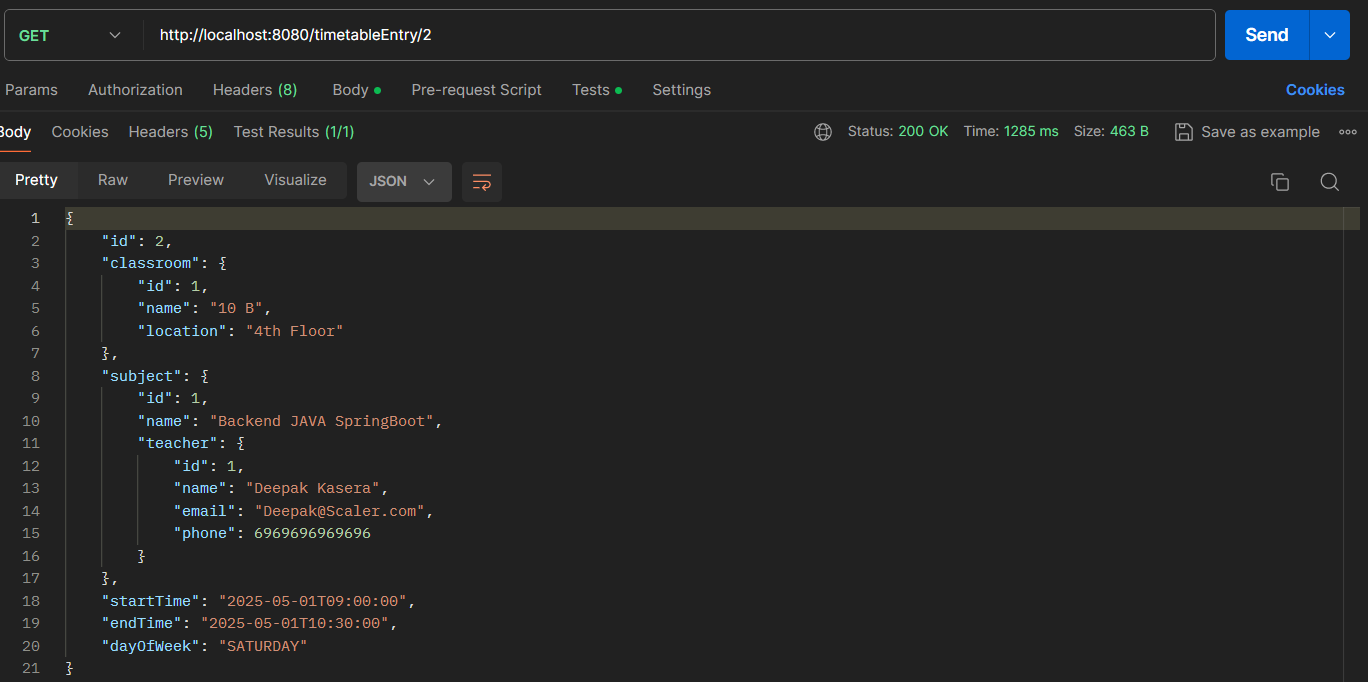 GET http://localhost:8080/timetableEntry/2 Send
Params Authorization Headers (8) Body Pre-request Script Tests Settings Cookies
Body Cookies Headers (5) Test Results (1/1) Status: 200 OK Time: 1285 ms Size: 463 B Save as example
Pretty Raw Preview Visualize JSON
1 {
2 "id": 2,
3 "classroom": {
4 "id": 1,
5 "name": "10 B",
6 "location": "4th Floor"
7 },
8 "subject": {
9 "id": 1,
10 "name": "Backend JAVA SpringBoot",
11 "teacher": {
12 "id": 1,
13 "name": "Deepak Kasera",
14 "email": "Deepak@Scaler.com",
15 "phone": 6969696969696
16 }
17 },
18 "startTime": "2025-05-01T09:00:00",
19 "endTime": "2025-05-01T10:30:00",
20 "dayOfWeek": "SATURDAY"
21 }